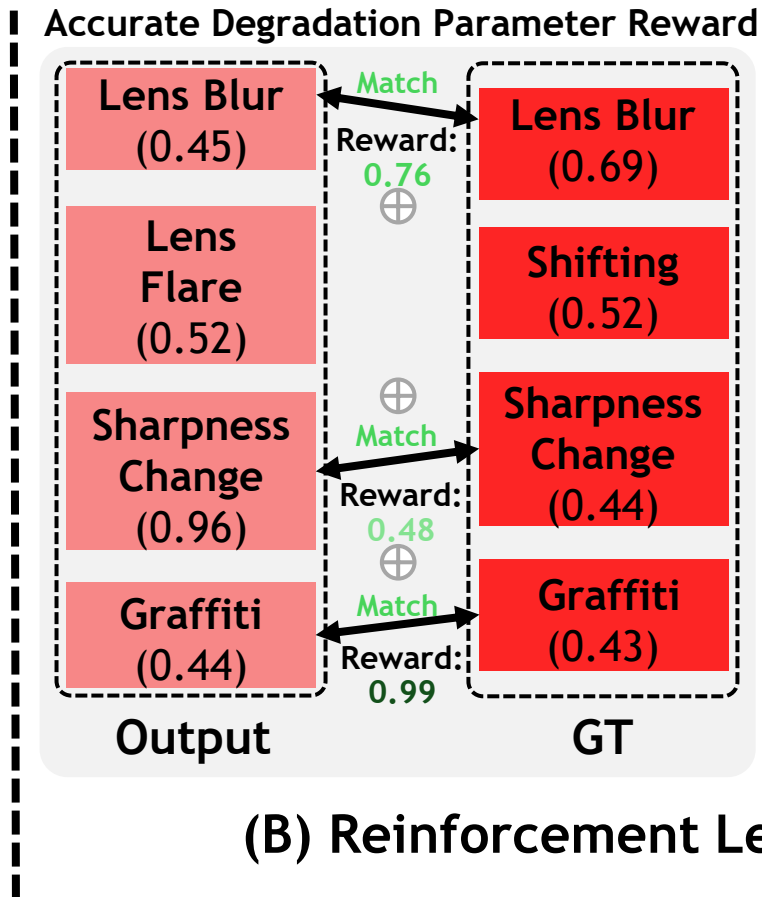 Accurate Degradation Parameter Reward
Lens Blur
(0.45)
Lens
Flare
(0.52)
Sharpness
Change
(0.96)
Graffiti
(0.44)
Output
Match
Reward:
0.76
Match
Reward:
0.48
Match
Reward:
0.99
Lens Blur
(0.69)
Shifting
(0.52)
Sharpness
Change
(0.44)
Graffiti
(0.43)
GT
(B) Reinforcement Le